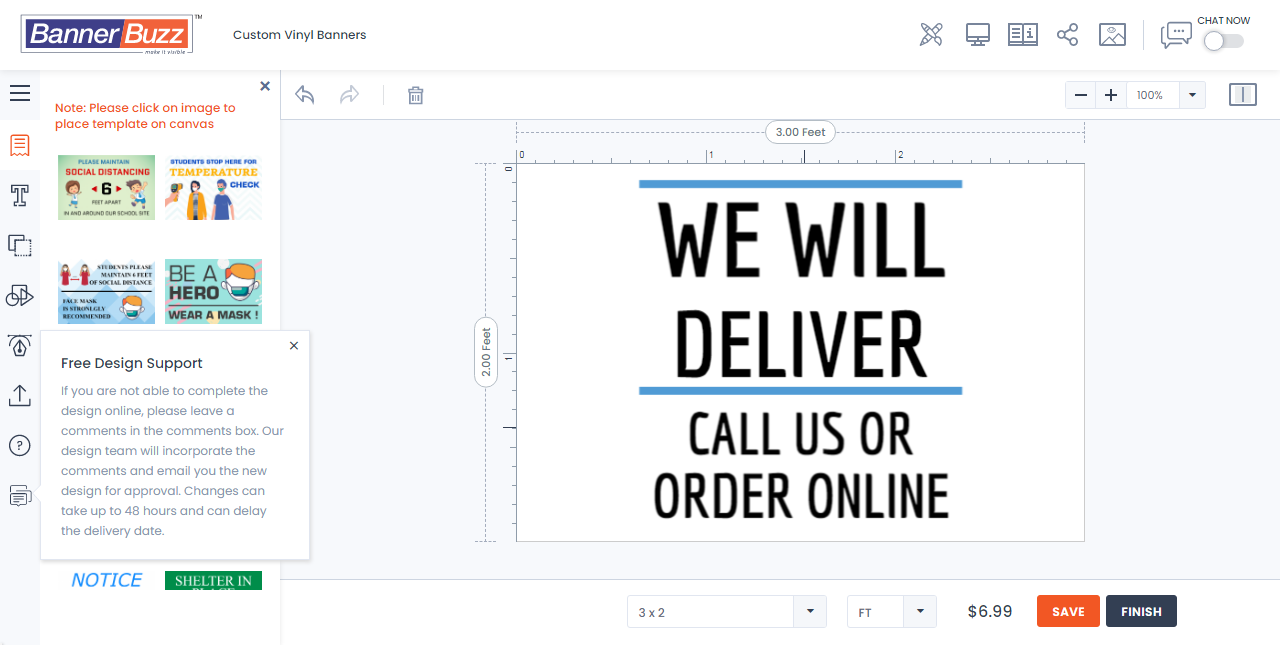 BannerBuzz™
make it visible
Custom Vinyl Banners
CHAT NOW
Note: Please click on image to
place template on canvas
PLEASE MAINTAIN
SOCIAL DISTANCING
6
FEET APART
IN AND AROUND OUR SCHOOL SITE
STUDENTS STOP HERE FOR
TEMPERATURE
CHECK
STUDENTS PLEASE
MAINTAIN 6 FEET
OF SOCIAL DISTANCE
FACE MASK
IS STRONLGLY
RECOMMENDED
BE A
HERO
WEAR A MASK !
Free Design Support
If you are not able to complete the
design online, please leave a
comments in the comments box. Our
design team will incorporate the
comments and email you the new
design for approval. Changes can
take up to 48 hours and can delay
the delivery date.
NOTICE
SHELTER IN
PLACE
100%
3.00 Feet
0
1
2
0
1
2.00 Feet
WE WILL
DELIVER
CALL US OR
ORDER ONLINE
3 x 2
FT
$6.99
SAVE
FINISH